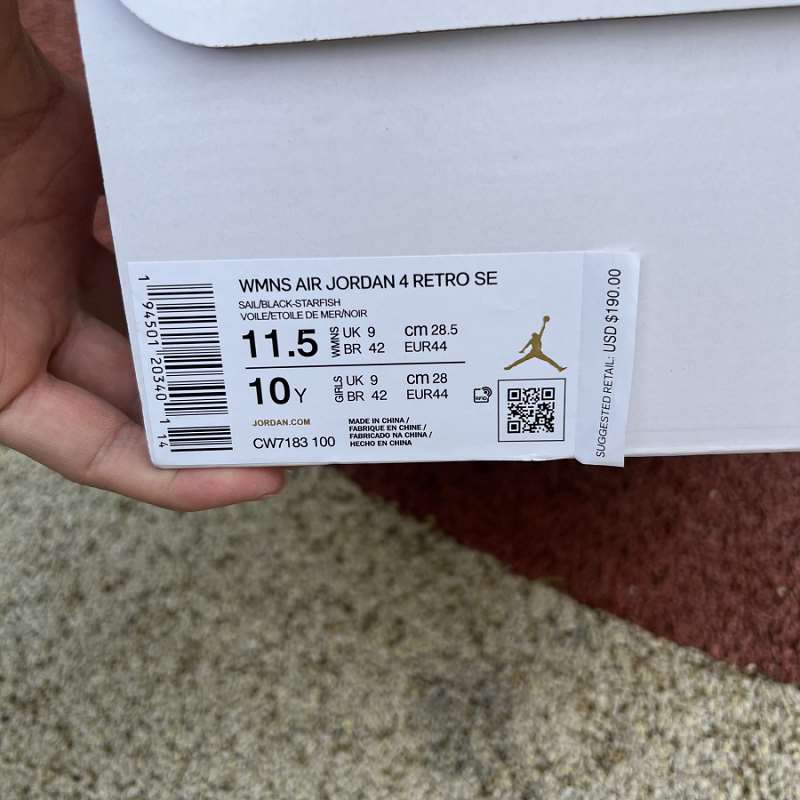 WMNS AIR JORDAN 4 RETRO SE
SAIL/BLACK-STARFISH
VOILE/ETOILE DE MER/NOIR
11.5 WMNS UK 9 cm 28.5
BR 42 EUR44
10Y GIRLS UK 9 cm 28
BR 42 EUR44
JORDAN.COM
CW7183 100
MADE IN CHINA /
FABRIQUE EN CHINE /
FABRICADO NA CHINA /
HECHO EN CHINA
RFID
1 94501 20340 1 14
SUGGESTED RETAIL: USD $190.00